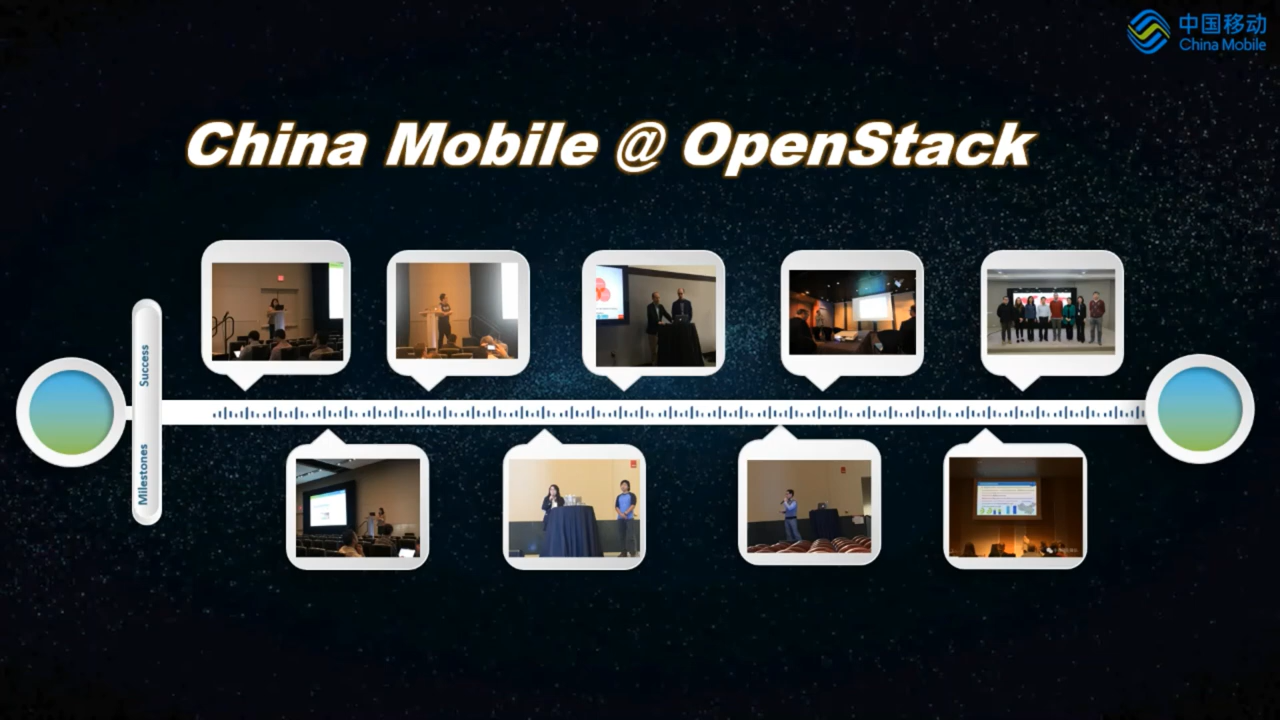 中国移动
China Mobile
China Mobile @ OpenStack
Success
Milestones